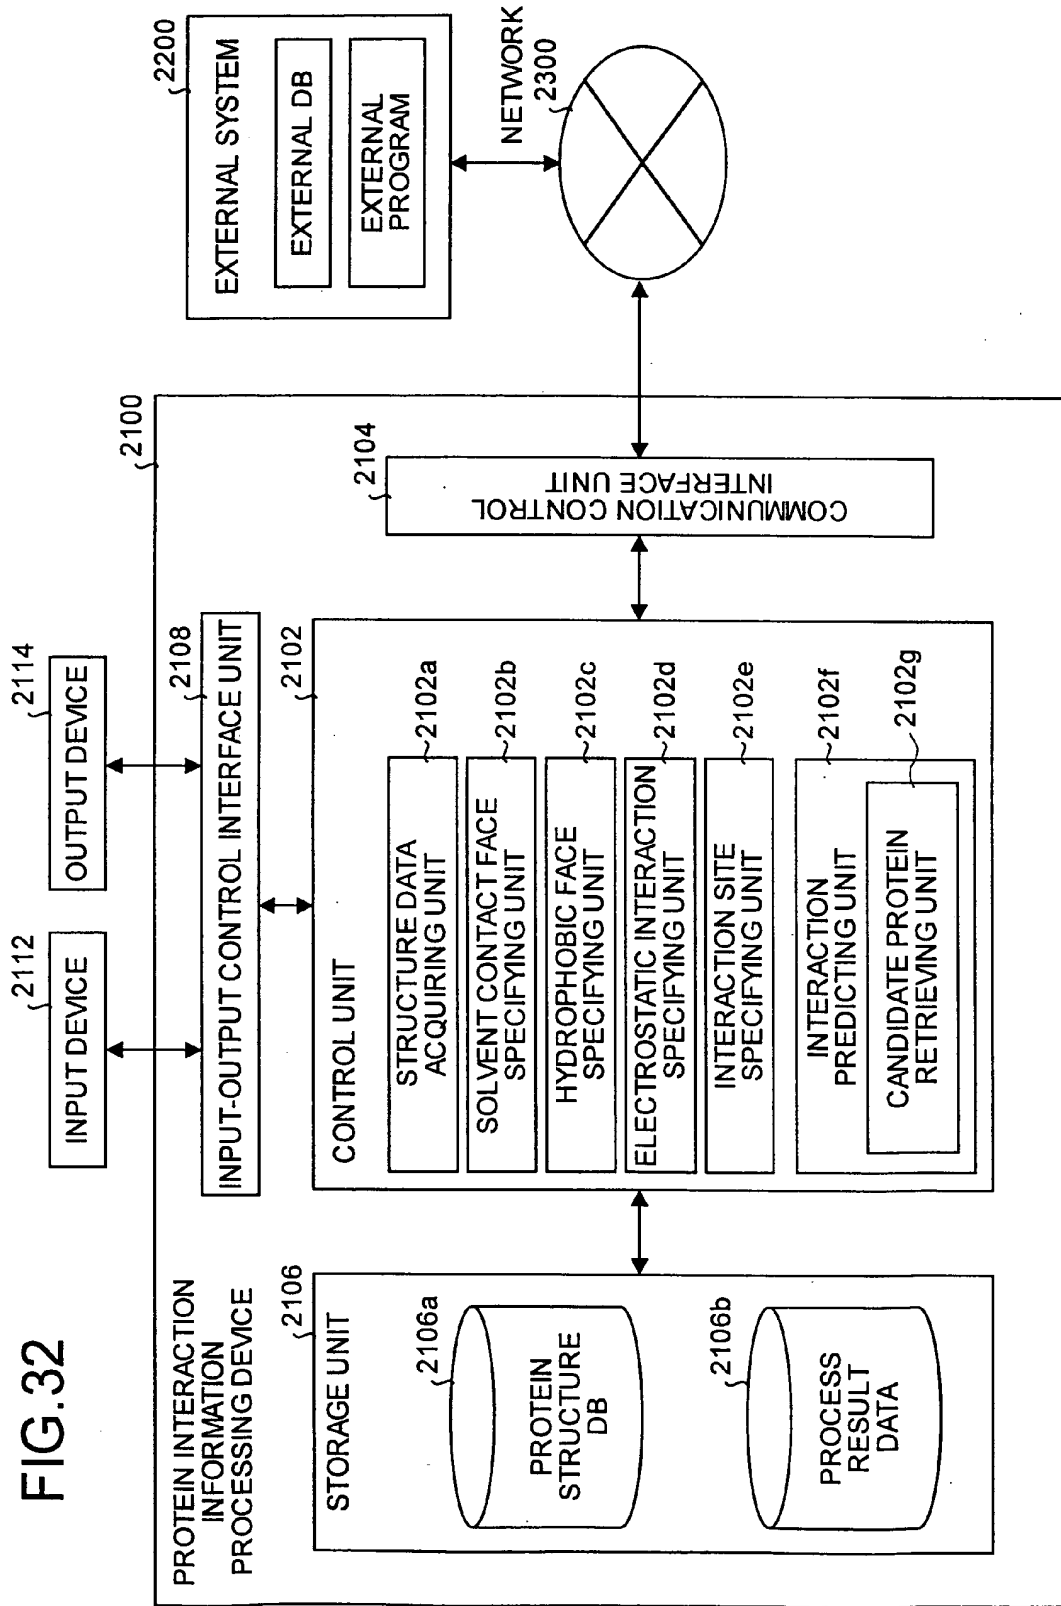 FIG.32
INPUT DEVICE
2112
OUTPUT DEVICE
2114
2100
PROTEIN INTERACTION
INFORMATION
PROCESSING DEVICE
INPUT-OUTPUT CONTROL INTERFACE UNIT
2108
STORAGE UNIT
2106
PROTEIN
STRUCTURE
DB
2106a
PROCESS
RESULT
DATA
2106b
CONTROL UNIT
2102
STRUCTURE DATA
ACQUIRING UNIT
2102a
SOLVENT CONTACT FACE
SPECIFYING UNIT
2102b
HYDROPHOBIC FACE
SPECIFYING UNIT
2102c
ELECTROSTATIC INTERACTION
SPECIFYING UNIT
2102d
INTERACTION SITE
SPECIFYING UNIT
2102e
INTERACTION
PREDICTING UNIT
2102f
CANDIDATE PROTEIN
RETRIEVING UNIT
2102g
COMMUNICATION CONTROL
INTERFACE UNIT
2104
EXTERNAL SYSTEM
2200
EXTERNAL DB
EXTERNAL
PROGRAM
NETWORK
2300